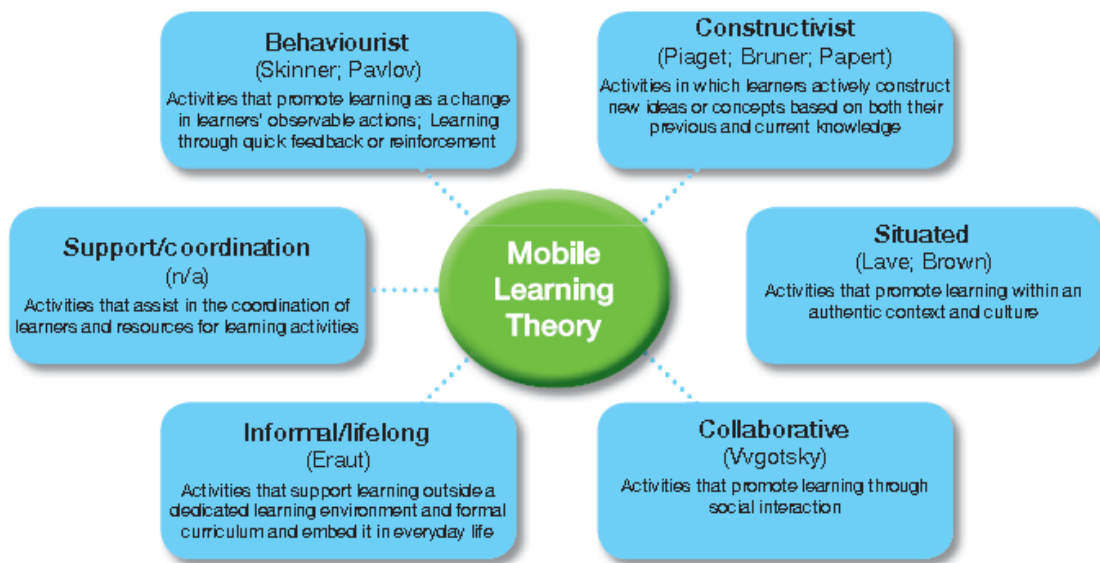 Behaviourist
(Skinner; Pavlov)
Activities that promote learning as a change
in learners' observable actions; Learning
through quick feedback or reinforcement
Constructivist
(Piaget; Bruner; Papert)
Activities in which learners actively construct
new ideas or concepts based on both their
previous and current knowledge
Support/coordination
(n/a)
Activities that assist in the coordination of
learners and resources for learning activities
Mobile
Learning
Theory
Situated
(Lave; Brown)
Activities that promote learning within an
authentic context and culture
Informal/lifelong
(Eraut)
Activities that support learning outside a
dedicated learning environment and formal
curriculum and embed it in everyday life
Collaborative
(Vygotsky)
Activities that promote learning through
social interaction